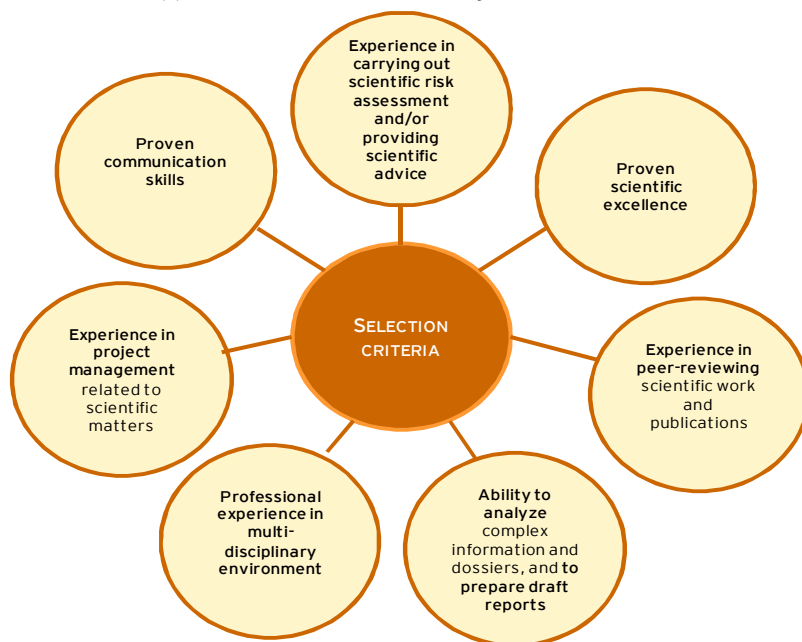 Experience in
carrying out
scientific risk
assessment
and/or
providing
scientific
advice
Proven
communication
skills
Proven
scientific
excellence
SELECTION
CRITERIA
Experience in
project
management
related to
scientific
matters
Experience in
peer-reviewing
scientific work
and
publications
Professional
experience in
multi-
disciplinary
environment
Ability to
analyze
complex
information and
dossiers, and to
prepare draft
reports